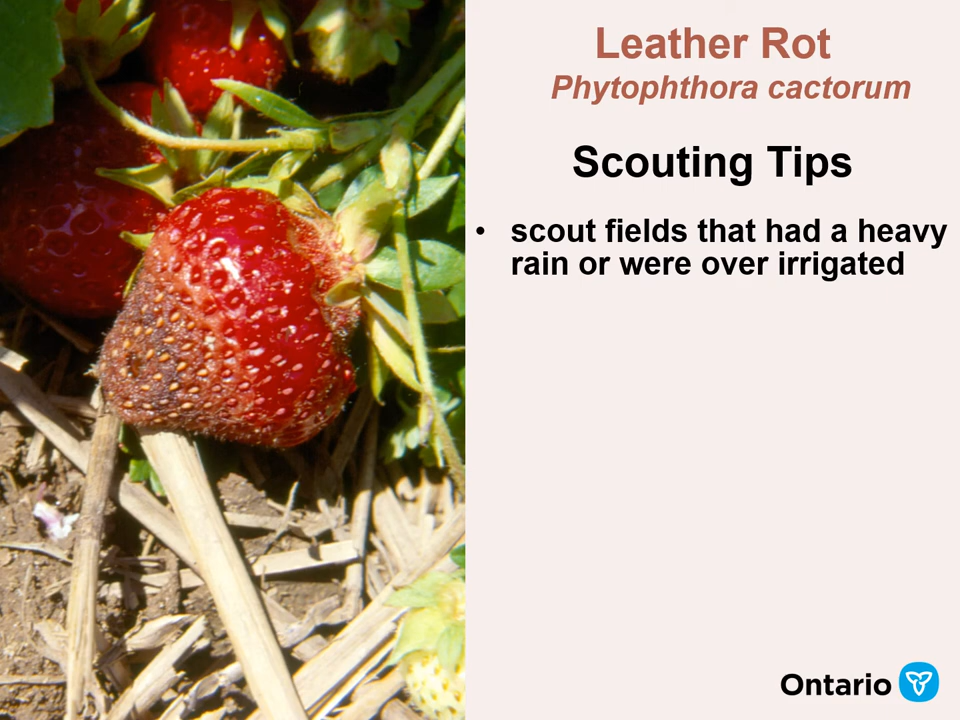 Leather Rot
Phytophthora cactorum
Scouting Tips
• scout fields that had a heavy
rain or were over irrigated
Ontario